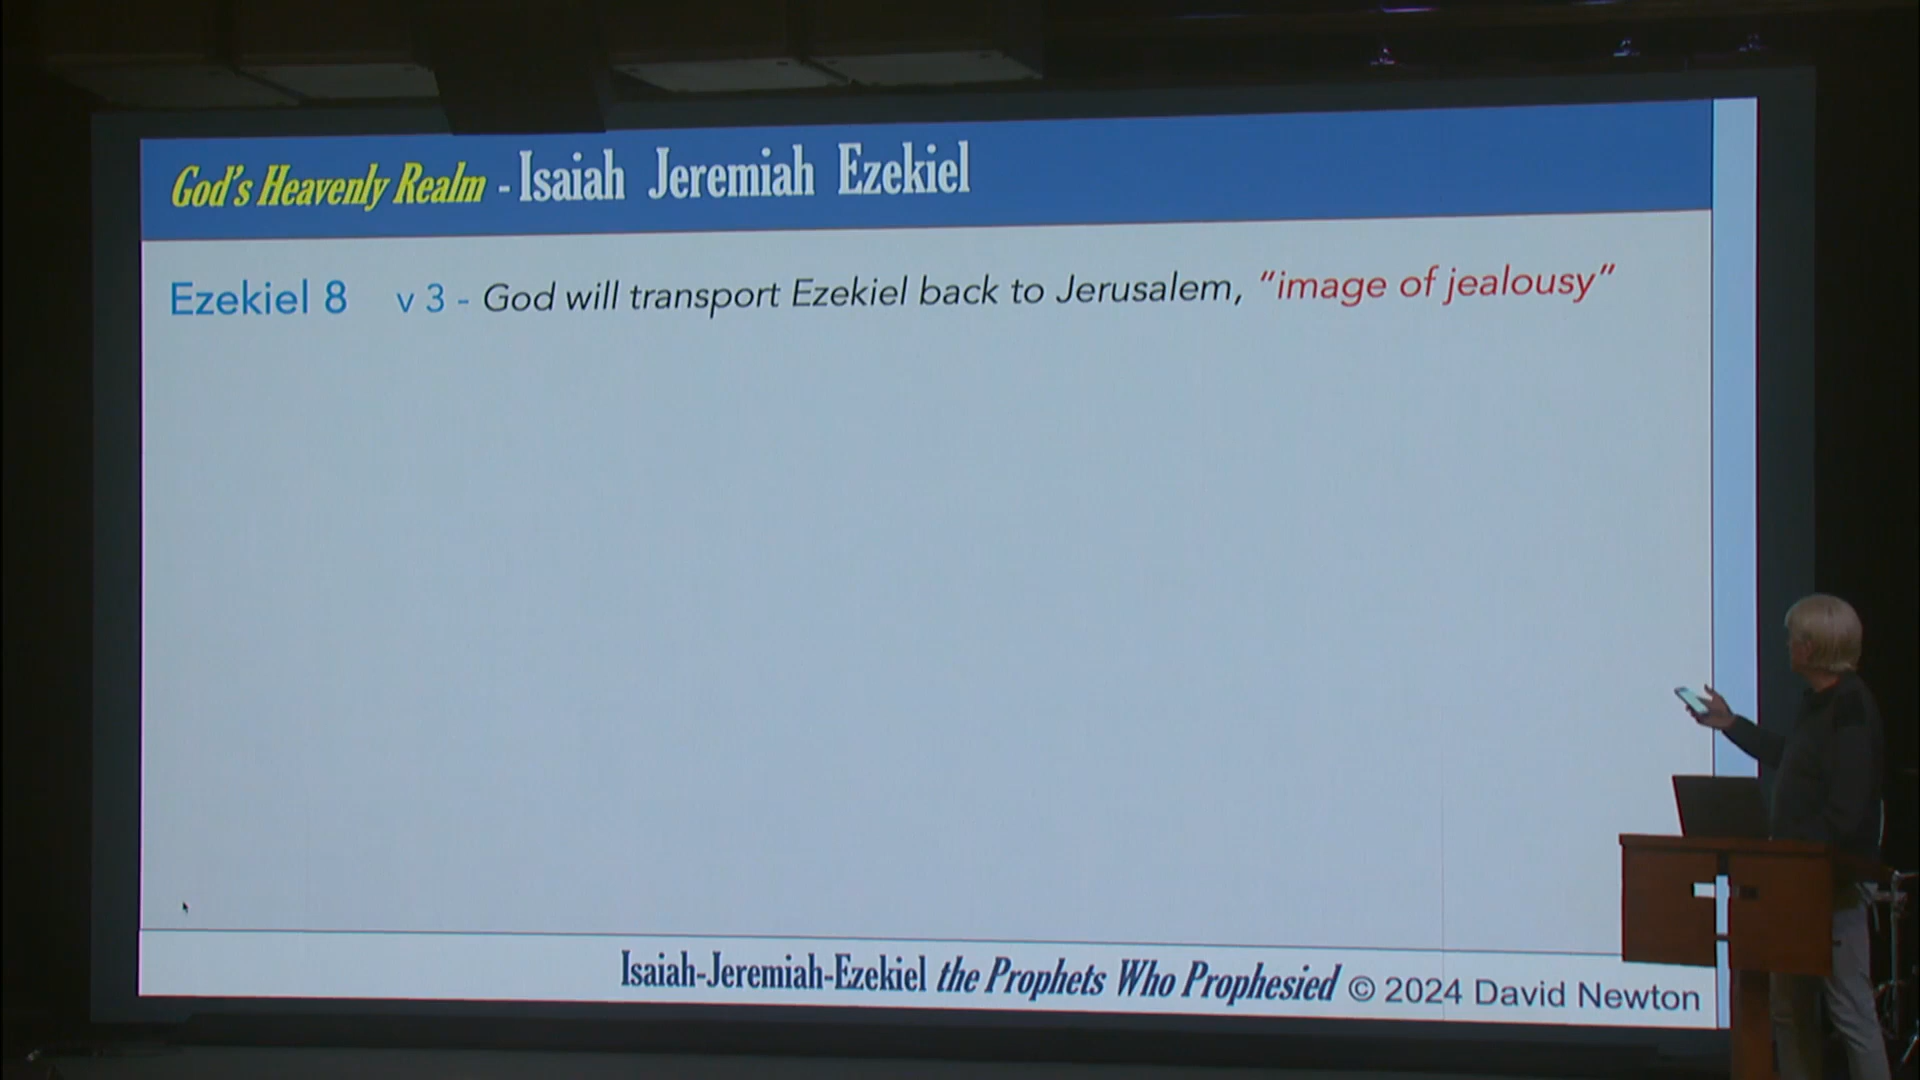 God's Heavenly Realm - Isaiah Jeremiah Ezekiel
Ezekiel 8 v 3 - God will transport Ezekiel back to Jerusalem, “image of jealousy”
Isaiah-Jeremiah-Ezekiel the Prophets Who Prophesied © 2024 David Newton